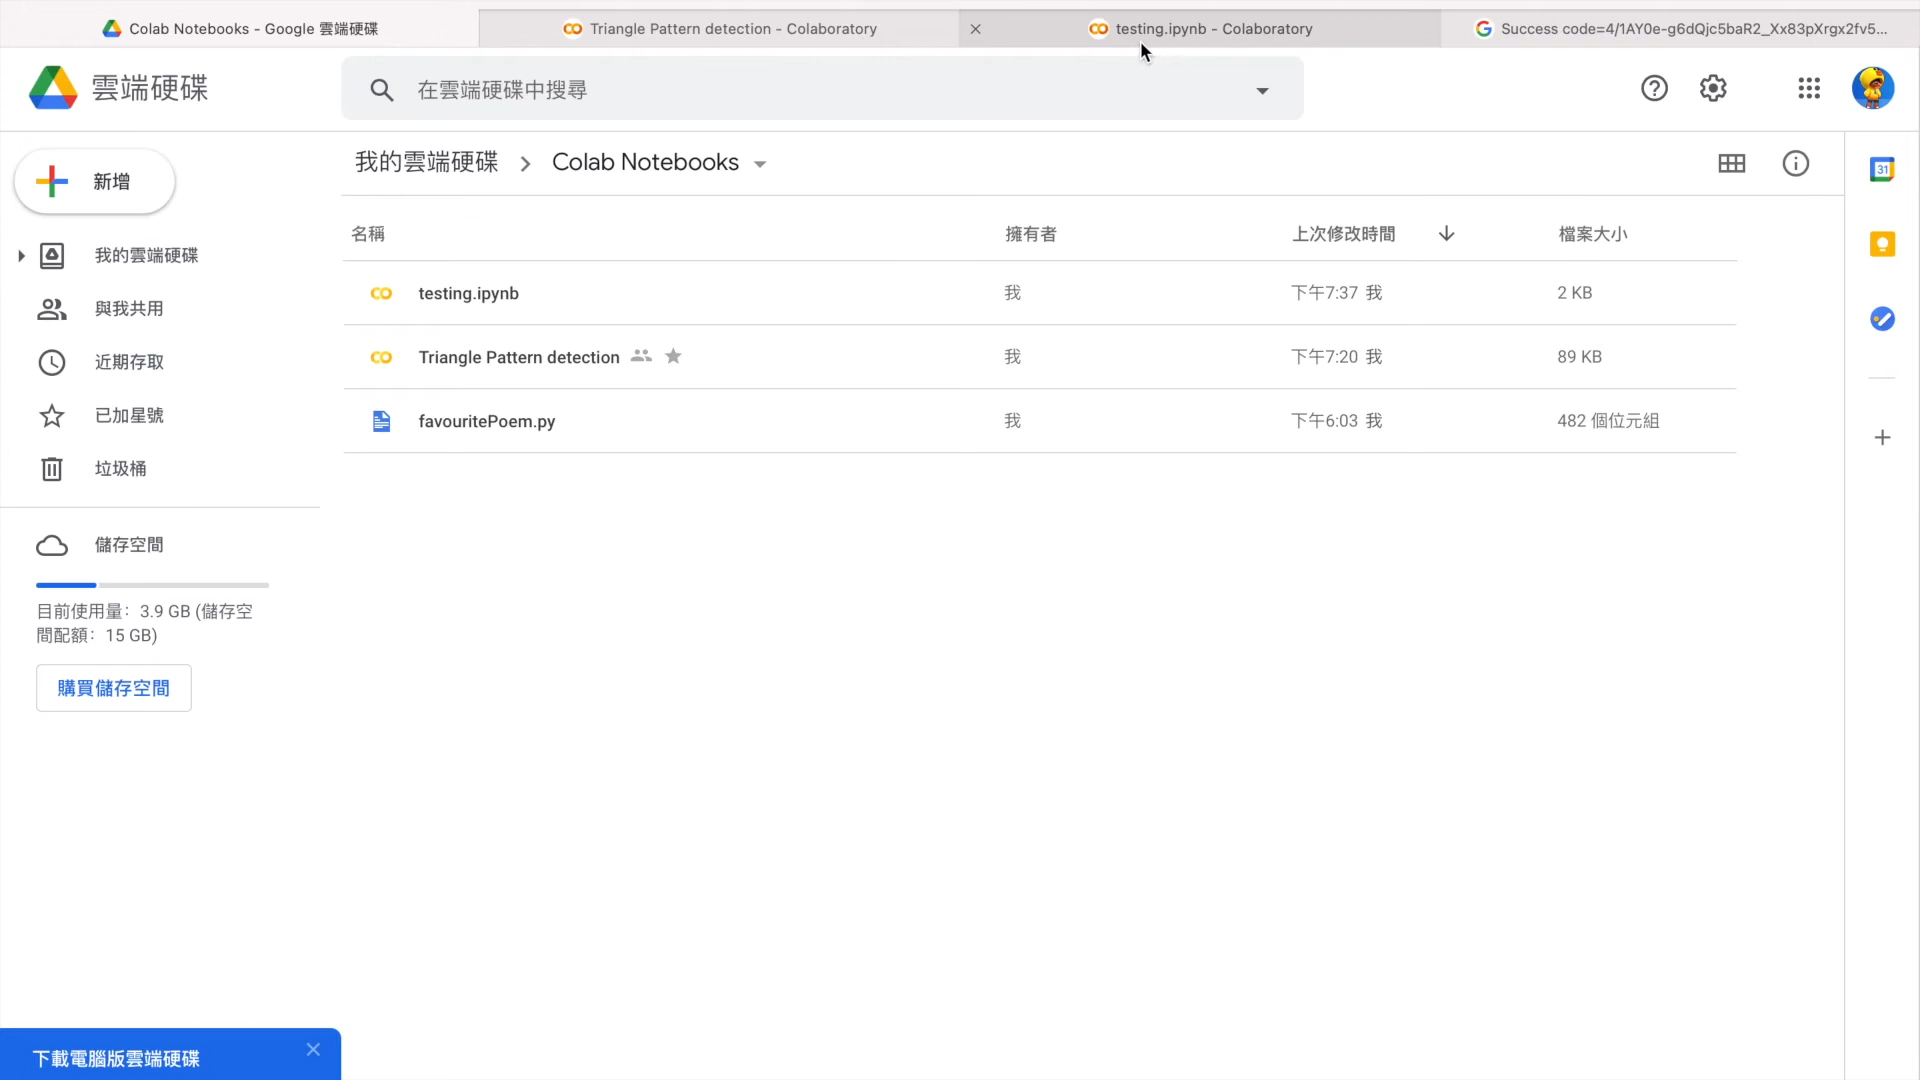 Colab Notebooks - Google 雲端硬碟
Triangle Pattern detection - Colaboratory
testing.ipynb - Colaboratory
Success code=4/1AY0e-g6dQjc5baR2_Xx83pXrgx2fv5...
雲端硬碟
在雲端硬碟中搜尋
新增
我的雲端硬碟
與我共用
近期存取
已加星號
垃圾桶
儲存空間
目前使用量：3.9 GB (儲存空
間配額：15 GB)
購買儲存空間
下載電腦版雲端硬碟
我的雲端硬碟 > Colab Notebooks
名稱 擁有者 上次修改時間 檔案大小
testing.ipynb 我 下午7:37 我 2 KB
Triangle Pattern detection 我 下午7:20 我 89 KB
favouritePoem.py 我 下午6:03 我 482 個位元組
31